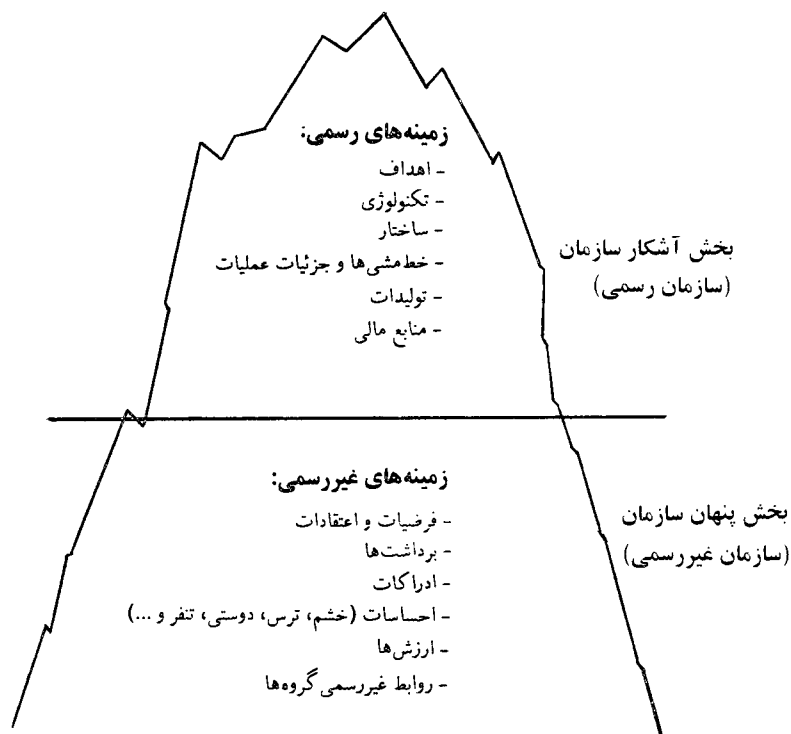 زمینه‌های رسمی:
- اهداف
- تکنولوژی
- ساختار
- خط‌مشی‌ها و جزئیات عملیات
- تولیدات
- منابع مالی
بخش آشکار سازمان
(سازمان رسمی)
زمینه‌های غیررسمی:
- فرضیات و اعتقادات
- برداشت‌ها
- ادراکات
- احساسات (خشم، ترس، دوستی، تنفر و ...)
- ارزش‌ها
- روابط غیررسمی گروه‌ها
بخش پنهان سازمان
(سازمان غیررسمی)